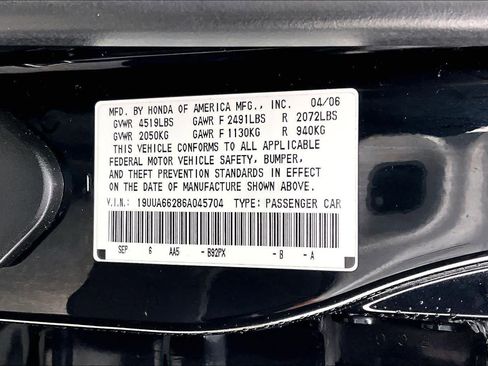 MFD. BY HONDA OF AMERICA MFG., INC. 04/06
GVWR 4519LBS GAWR F 2491LBS R 2072LBS
GVWR 2050KG GAWR F 1130KG R 940KG
THIS VEHICLE CONFORMS TO ALL APPLICABLE
FEDERAL MOTOR VEHICLE SAFETY, BUMPER,
AND THEFT PREVENTION STANDARDS IN EFFECT
ON THE DATE OF MANUFACTURE SHOWN ABOVE.
V.I.N.: 19UUA66286A045704 TYPE: PASSENGER CAR
SEP 6 AA5 - B92PX - B - A